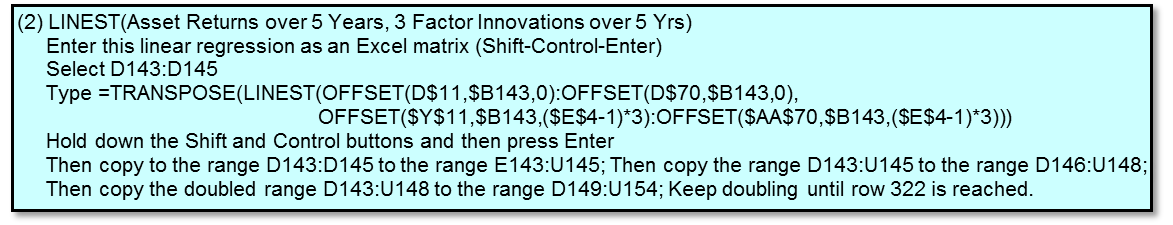 (2) LINEST(Asset Returns over 5 Years, 3 Factor Innovations over 5 Yrs)
Enter this linear regression as an Excel matrix (Shift-Control-Enter)
Select D143:D145
Type =TRANSPOSE(LINEST(OFFSET(D$11,$B143,0):OFFSET(D$70,$B143,0),
OFFSET($Y$11,$B143,($E$4-1)*3):OFFSET($AA$70,$B143,($E$4-1)*3)))
Hold down the Shift and Control buttons and then press Enter
Then copy to the range D143:D145 to the range E143:U145; Then copy the range D143:U145 to the range D146:U148;
Then copy the doubled range D143:U148 to the range D149:U154; Keep doubling until row 322 is reached.